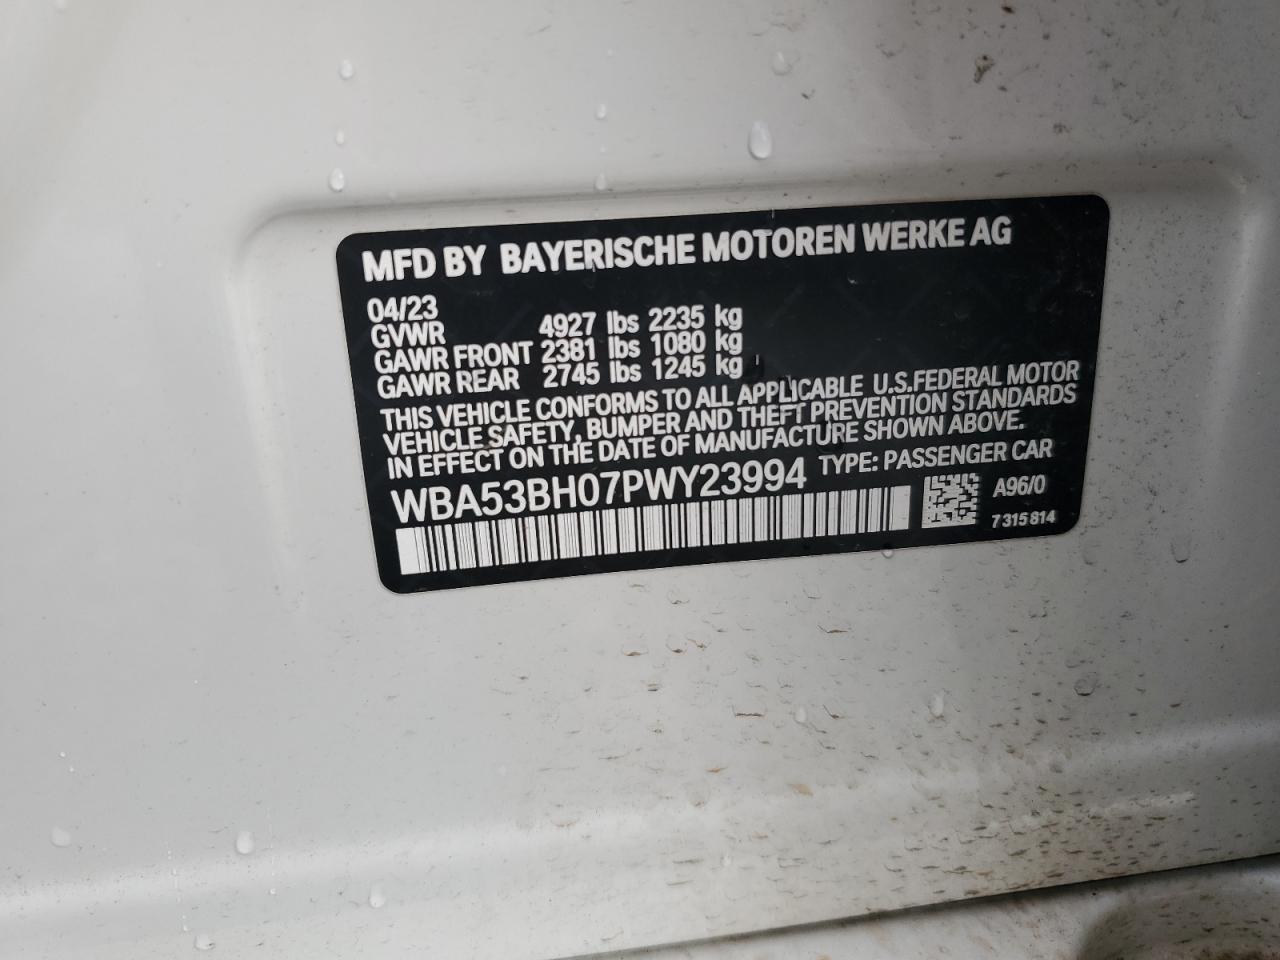 MFD BY BAYERISCHE MOTOREN WERKE AG
04/23
GVWR 4927 lbs 2235 kg
GAWR FRONT 2381 lbs 1080 kg
GAWR REAR 2745 lbs 1245 kg
THIS VEHICLE CONFORMS TO ALL APPLICABLE U.S.FEDERAL MOTOR
VEHICLE SAFETY, BUMPER AND THEFT PREVENTION STANDARDS
IN EFFECT ON THE DATE OF MANUFACTURE SHOWN ABOVE.
WBA53BH07PWY23994 TYPE: PASSENGER CAR
A96/0
7 315 814